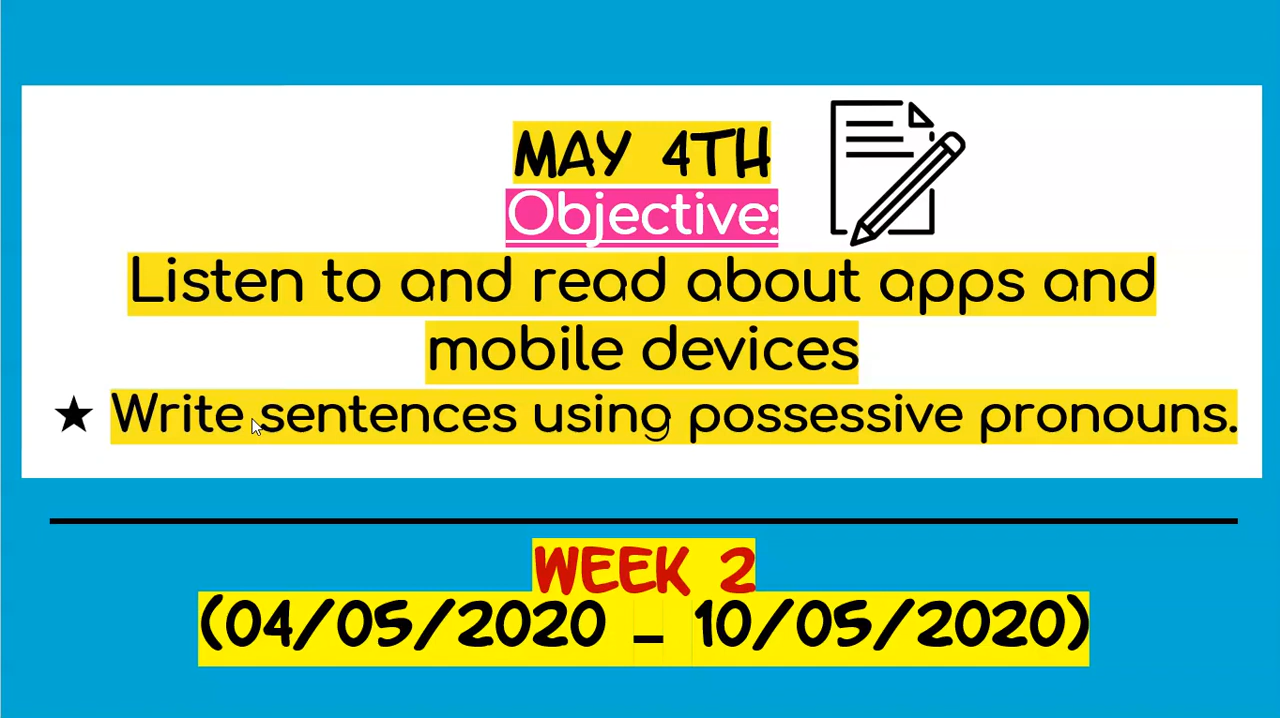 MAY 4TH
Objective:
Listen to and read about apps and
mobile devices
★ Write sentences using possessive pronouns.
WEEK 2
(04/05/2020 – 10/05/2020)